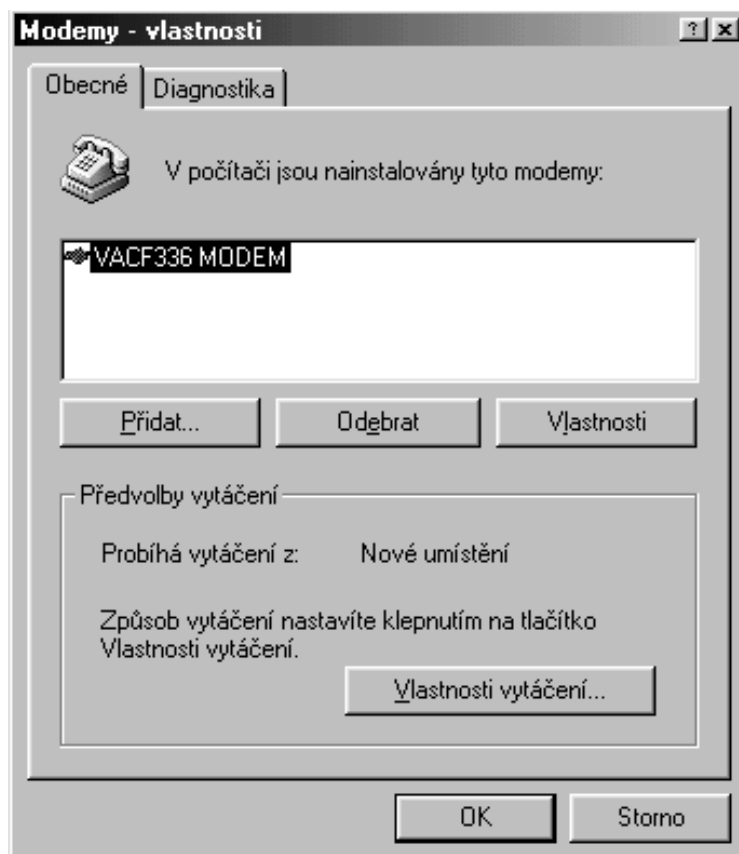 Modemy - vlastnosti
Obecné
Diagnostika
V počítači jsou nainstalovány tyto modemy:
VACF336 MODEM
Přidat...
Odebrat
Vlastnosti
Předvolby vytáčení
Probíhá vytáčení z: Nové umístění
Způsob vytáčení nastavíte klepnutím na tlačítko
Vlastnosti vytáčení.
Vlastnosti vytáčení...
OK
Storno